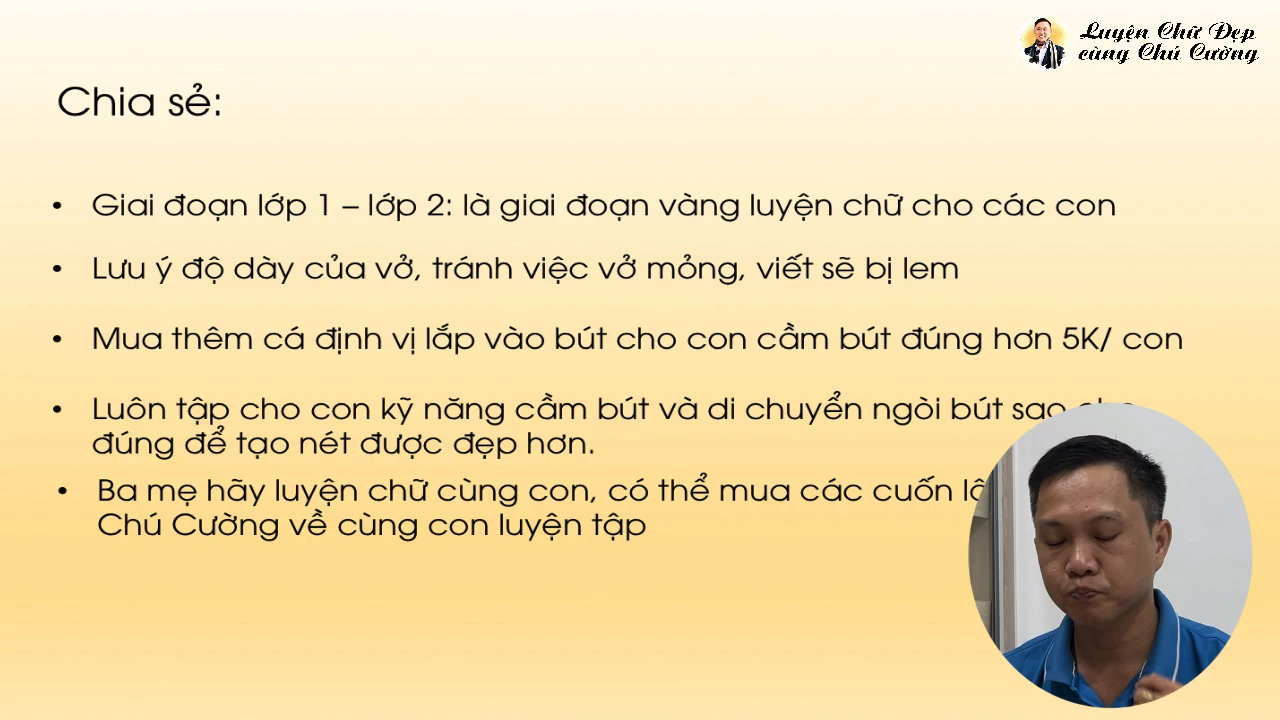 Luyện Chữ Đẹp
cùng Chú Cường
Chia sẻ:
• Giai đoạn lớp 1 – lớp 2: là giai đoạn vàng luyện chữ cho các con
• Lưu ý độ dày của vở, tránh việc vở mỏng, viết sẽ bị lem
• Mua thêm cá định vị lắp vào bút cho con cầm bút đúng hơn 5K/ con
• Luôn tập cho con kỹ năng cầm bút và di chuyển ngòi bút sao cho
đúng để tạo nét được đẹp hơn.
• Ba mẹ hãy luyện chữ cùng con, có thể mua các cuốn
Chú Cường về cùng con luyện tập